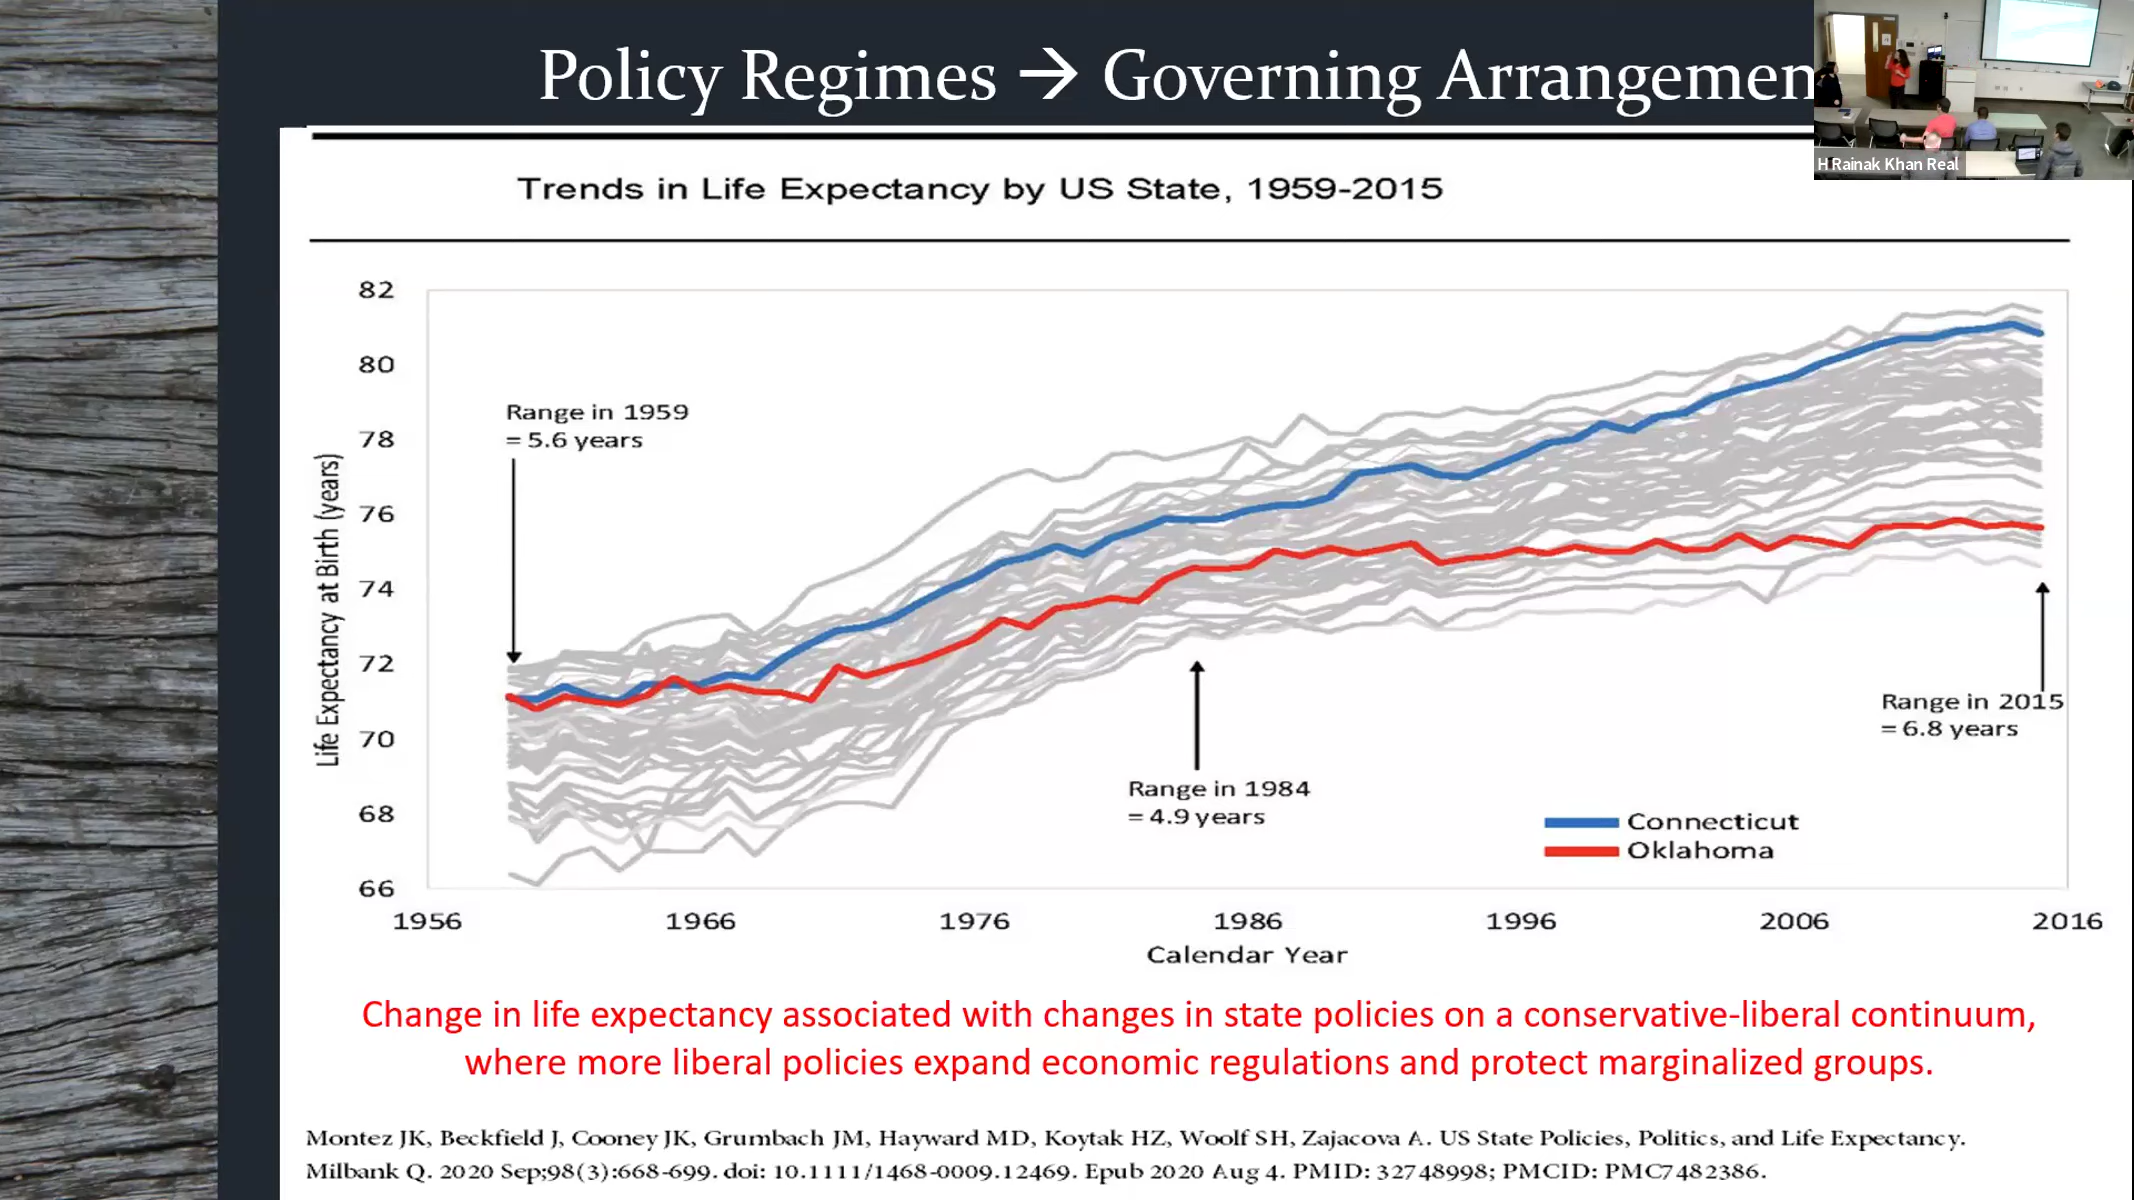 Policy Regimes → Governing Arrangemen
H Rainak Khan Real
Trends in Life Expectancy by US State, 1959-2015
82
80
78
76
74
72
70
68
66
Life Expectancy at Birth (years)
Range in 1959
= 5.6 years
Range in 1984
= 4.9 years
Range in 2015
= 6.8 years
Connecticut
Oklahoma
1956 1966 1976 1986 1996 2006 2016
Calendar Year
Change in life expectancy associated with changes in state policies on a conservative-liberal continuum,
where more liberal policies expand economic regulations and protect marginalized groups.
Montez JK, Beckfield J, Cooney JK, Grumbach JM, Hayward MD, Koytak HZ, Woolf SH, Zajacova A. US State Policies, Politics, and Life Expectancy.
Milbank Q. 2020 Sep;98(3):668-699. doi: 10.1111/1468-0009.12469. Epub 2020 Aug 4. PMID: 32748998; PMCID: PMC7482386.